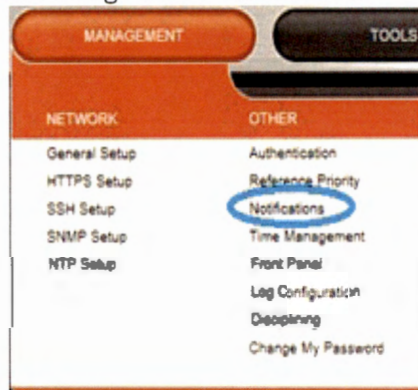 MANAGEMENT
TOOLS
NETWORK
General Setup
HTTPS Setup
SSH Setup
SNMP Setup
NTP Setup
OTHER
Authentication
Reference Priority
Notifications
Time Management
Front Panel
Log Configuration
Disciplining
Change My Password